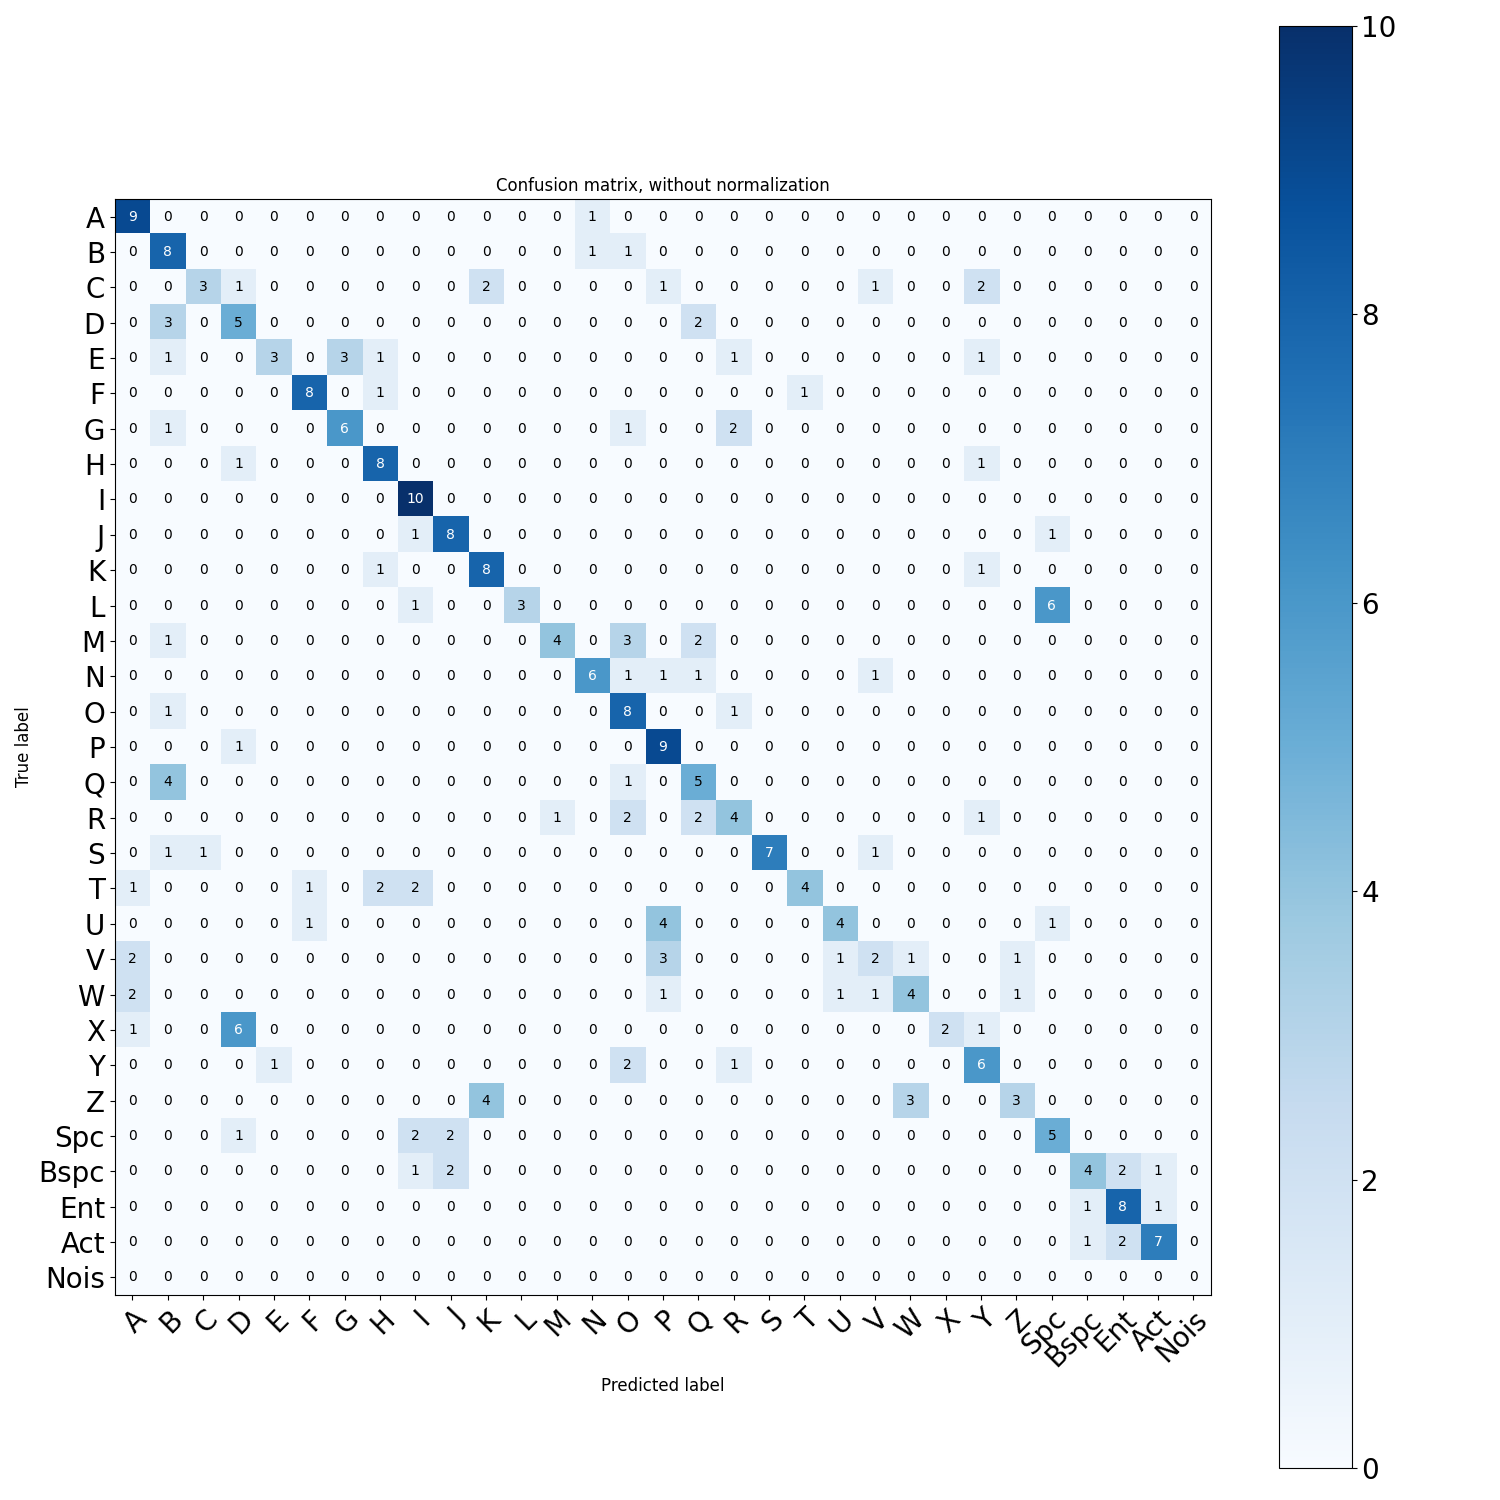 Confusion matrix, without normalization
A 9 0 0 0 0 0 0 0 0 0 0 0 0 1 0 0 0 0 0 0 0 0 0 0 0 0 0 0 0 0 0
B 0 8 0 0 0 0 0 0 0 0 0 0 0 1 1 0 0 0 0 0 0 0 0 0 0 0 0 0 0 0 0
C 0 0 3 1 0 0 0 0 0 0 2 0 0 0 0 1 0 0 0 0 0 1 0 0 2 0 0 0 0 0 0
D 0 3 0 5 0 0 0 0 0 0 0 0 0 0 0 0 2 0 0 0 0 0 0 0 0 0 0 0 0 0 0
E 0 1 0 0 3 0 3 1 0 0 0 0 0 0 0 0 0 1 0 0 0 0 0 0 1 0 0 0 0 0 0
F 0 0 0 0 0 8 0 1 0 0 0 0 0 0 0 0 0 0 0 1 0 0 0 0 0 0 0 0 0 0 0
G 0 1 0 0 0 0 6 0 0 0 0 0 0 0 1 0 0 2 0 0 0 0 0 0 0 0 0 0 0 0 0
H 0 0 0 1 0 0 0 8 0 0 0 0 0 0 0 0 0 0 0 0 0 0 0 0 1 0 0 0 0 0 0
I 0 0 0 0 0 0 0 0 10 0 0 0 0 0 0 0 0 0 0 0 0 0 0 0 0 0 0 0 0 0 0
J 0 0 0 0 0 0 0 0 1 8 0 0 0 0 0 0 0 0 0 0 0 0 0 0 0 0 1 0 0 0 0
K 0 0 0 0 0 0 0 1 0 0 8 0 0 0 0 0 0 0 0 0 0 0 0 0 1 0 0 0 0 0 0
L 0 0 0 0 0 0 0 0 1 0 0 3 0 0 0 0 0 0 0 0 0 0 0 0 0 0 6 0 0 0 0
M 0 1 0 0 0 0 0 0 0 0 0 0 4 0 3 0 2 0 0 0 0 0 0 0 0 0 0 0 0 0 0
N 0 0 0 0 0 0 0 0 0 0 0 0 0 6 1 1 1 0 0 0 0 1 0 0 0 0 0 0 0 0 0
O 0 1 0 0 0 0 0 0 0 0 0 0 0 0 8 0 0 1 0 0 0 0 0 0 0 0 0 0 0 0 0
P 0 0 0 1 0 0 0 0 0 0 0 0 0 0 0 9 0 0 0 0 0 0 0 0 0 0 0 0 0 0 0
Q 0 4 0 0 0 0 0 0 0 0 0 0 0 0 1 0 5 0 0 0 0 0 0 0 0 0 0 0 0 0 0
R 0 0 0 0 0 0 0 0 0 0 0 0 1 0 2 0 2 4 0 0 0 0 0 0 1 0 0 0 0 0 0
S 0 1 1 0 0 0 0 0 0 0 0 0 0 0 0 0 0 0 7 0 0 1 0 0 0 0 0 0 0 0 0
T 1 0 0 0 0 1 0 2 2 0 0 0 0 0 0 0 0 0 0 4 0 0 0 0 0 0 0 0 0 0 0
U 0 0 0 0 0 1 0 0 0 0 0 0 0 0 0 4 0 0 0 0 4 0 0 0 0 0 1 0 0 0 0
V 2 0 0 0 0 0 0 0 0 0 0 0 0 0 0 3 0 0 0 0 1 2 1 0 0 1 0 0 0 0 0
W 2 0 0 0 0 0 0 0 0 0 0 0 0 0 0 1 0 0 0 0 1 1 4 0 0 1 0 0 0 0 0
X 1 0 0 6 0 0 0 0 0 0 0 0 0 0 0 0 0 0 0 0 0 0 0 2 1 0 0 0 0 0 0
Y 0 0 0 0 1 0 0 0 0 0 0 0 0 0 2 0 0 1 0 0 0 0 0 0 6 0 0 0 0 0 0
Z 0 0 0 0 0 0 0 0 0 0 4 0 0 0 0 0 0 0 0 0 0 0 3 0 0 3 0 0 0 0 0
Spc 0 0 0 1 0 0 0 0 2 2 0 0 0 0 0 0 0 0 0 0 0 0 0 0 0 0 5 0 0 0 0
Bspc 0 0 0 0 0 0 0 0 1 2 0 0 0 0 0 0 0 0 0 0 0 0 0 0 0 0 0 4 2 1 0
Ent 0 0 0 0 0 0 0 0 0 0 0 0 0 0 0 0 0 0 0 0 0 0 0 0 0 0 0 1 8 1 0
Act 0 0 0 0 0 0 0 0 0 0 0 0 0 0 0 0 0 0 0 0 0 0 0 0 0 0 0 1 2 7 0
Nois 0 0 0 0 0 0 0 0 0 0 0 0 0 0 0 0 0 0 0 0 0 0 0 0 0 0 0 0 0 0 0
A B C D E F G H I J K L M N O P Q R S T U V W X Y Z Spc Bspc Ent Act Nois
True label
Predicted label
10
8
6
4
2
0